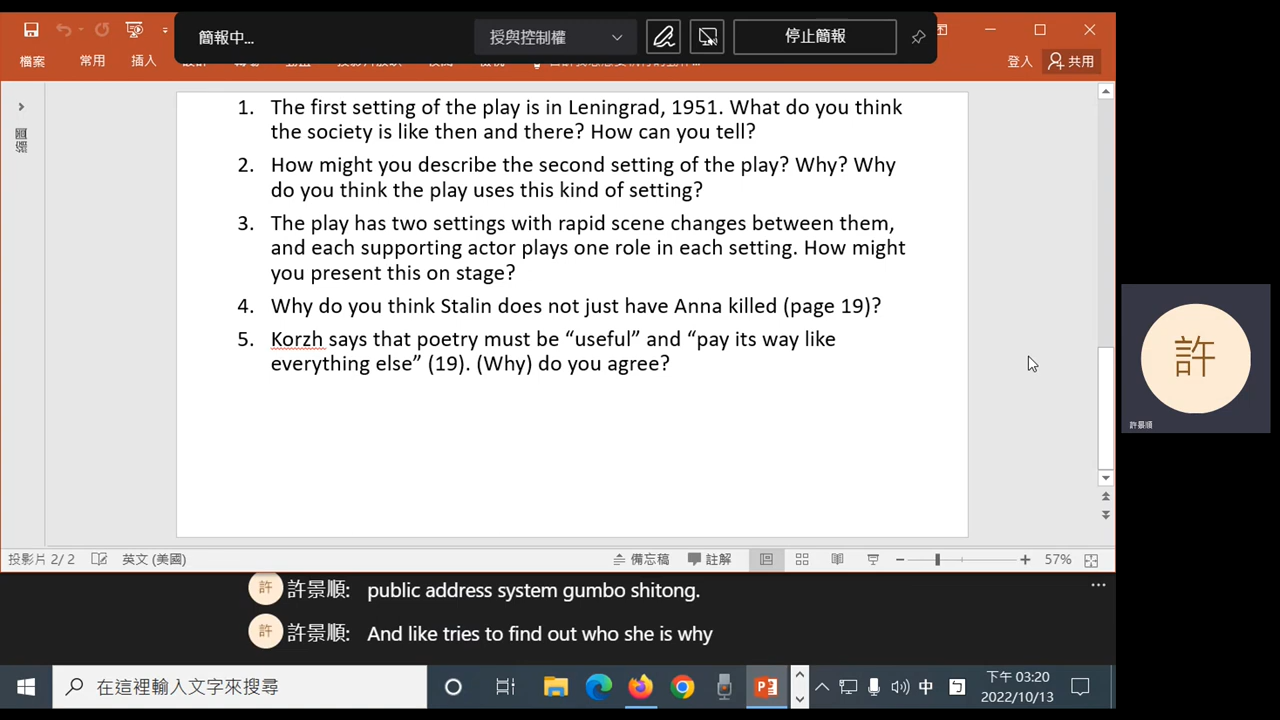 簡報中...
授與控制權
停止簡報
檔案
常用
插入
登入
共用
1. The first setting of the play is in Leningrad, 1951. What do you think
the society is like then and there? How can you tell?
2. How might you describe the second setting of the play? Why? Why
do you think the play uses this kind of setting?
3. The play has two settings with rapid scene changes between them,
and each supporting actor plays one role in each setting. How might
you present this on stage?
4. Why do you think Stalin does not just have Anna killed (page 19)?
5. Korzh says that poetry must be “useful” and “pay its way like
everything else” (19). (Why) do you agree?
許
許景順
投影片 2/ 2
英文 (美國)
備忘稿
註解
57%
許 許景順: public address system gumbo shitong.
許 許景順: And like tries to find out who she is why
在這裡輸入文字來搜尋
中
下午 03:20
2022/10/13